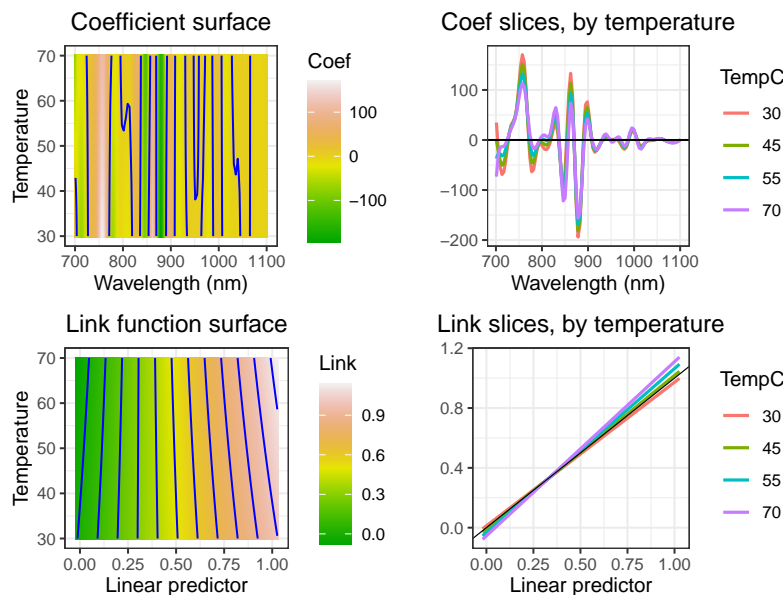 Coefficient surface
Temperature
70
60
50
40
30
700 800 900 1000 1100
Wavelength (nm)
Coef
100
0
−100
Coef slices, by temperature
100
0
−100
−200
700 800 900 1000 1100
Wavelength (nm)
TempC
30
45
55
70
Link function surface
Temperature
70
60
50
40
30
0.00 0.25 0.50 0.75 1.00
Linear predictor
Link
0.9
0.6
0.3
0.0
Link slices, by temperature
1.2
0.8
0.4
0.0
0.00 0.25 0.50 0.75 1.00
Linear predictor
TempC
30
45
55
70